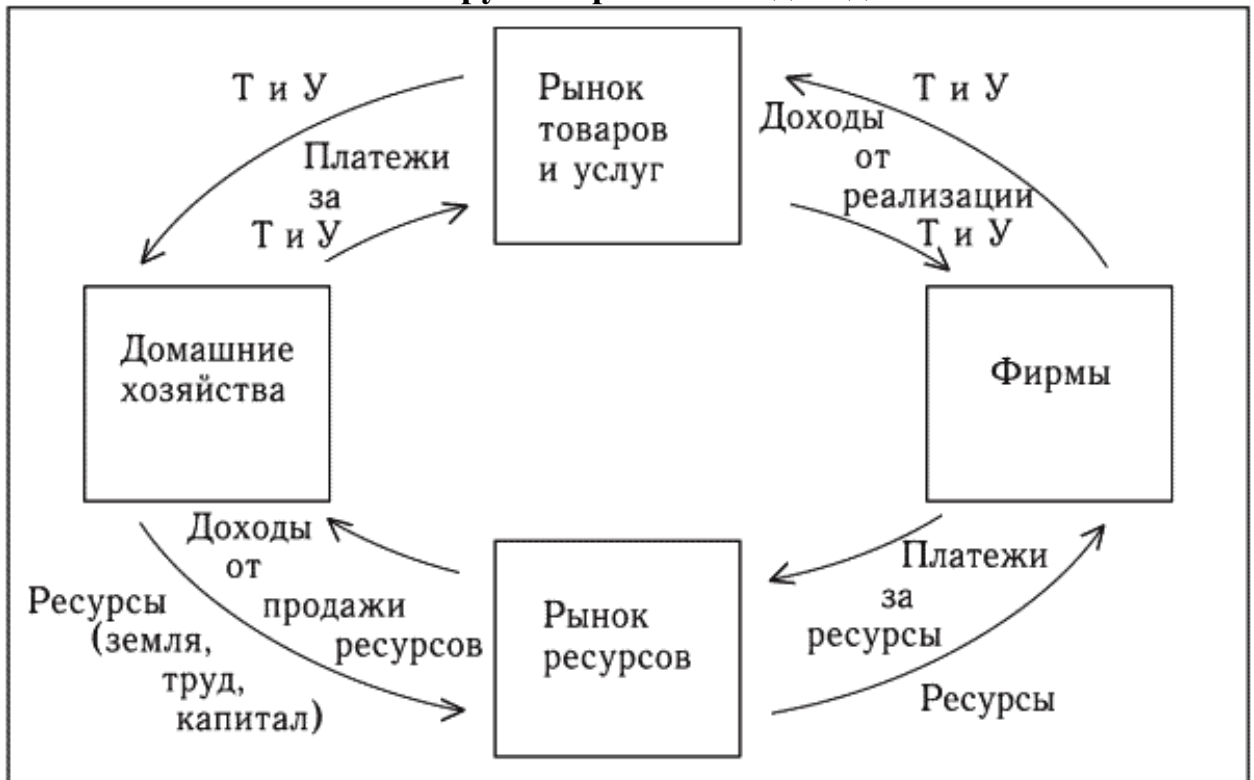 Т и У
Рынок
товаров
и услуг
Т и У
Платежи
за
Т и У
Доходы
от
реализации
Т и У
Домашние
хозяйства
Фирмы
Доходы
от
продажи
ресурсов
Ресурсы
(земля,
труд,
капитал)
Рынок
ресурсов
Платежи
за
ресурсы
Ресурсы